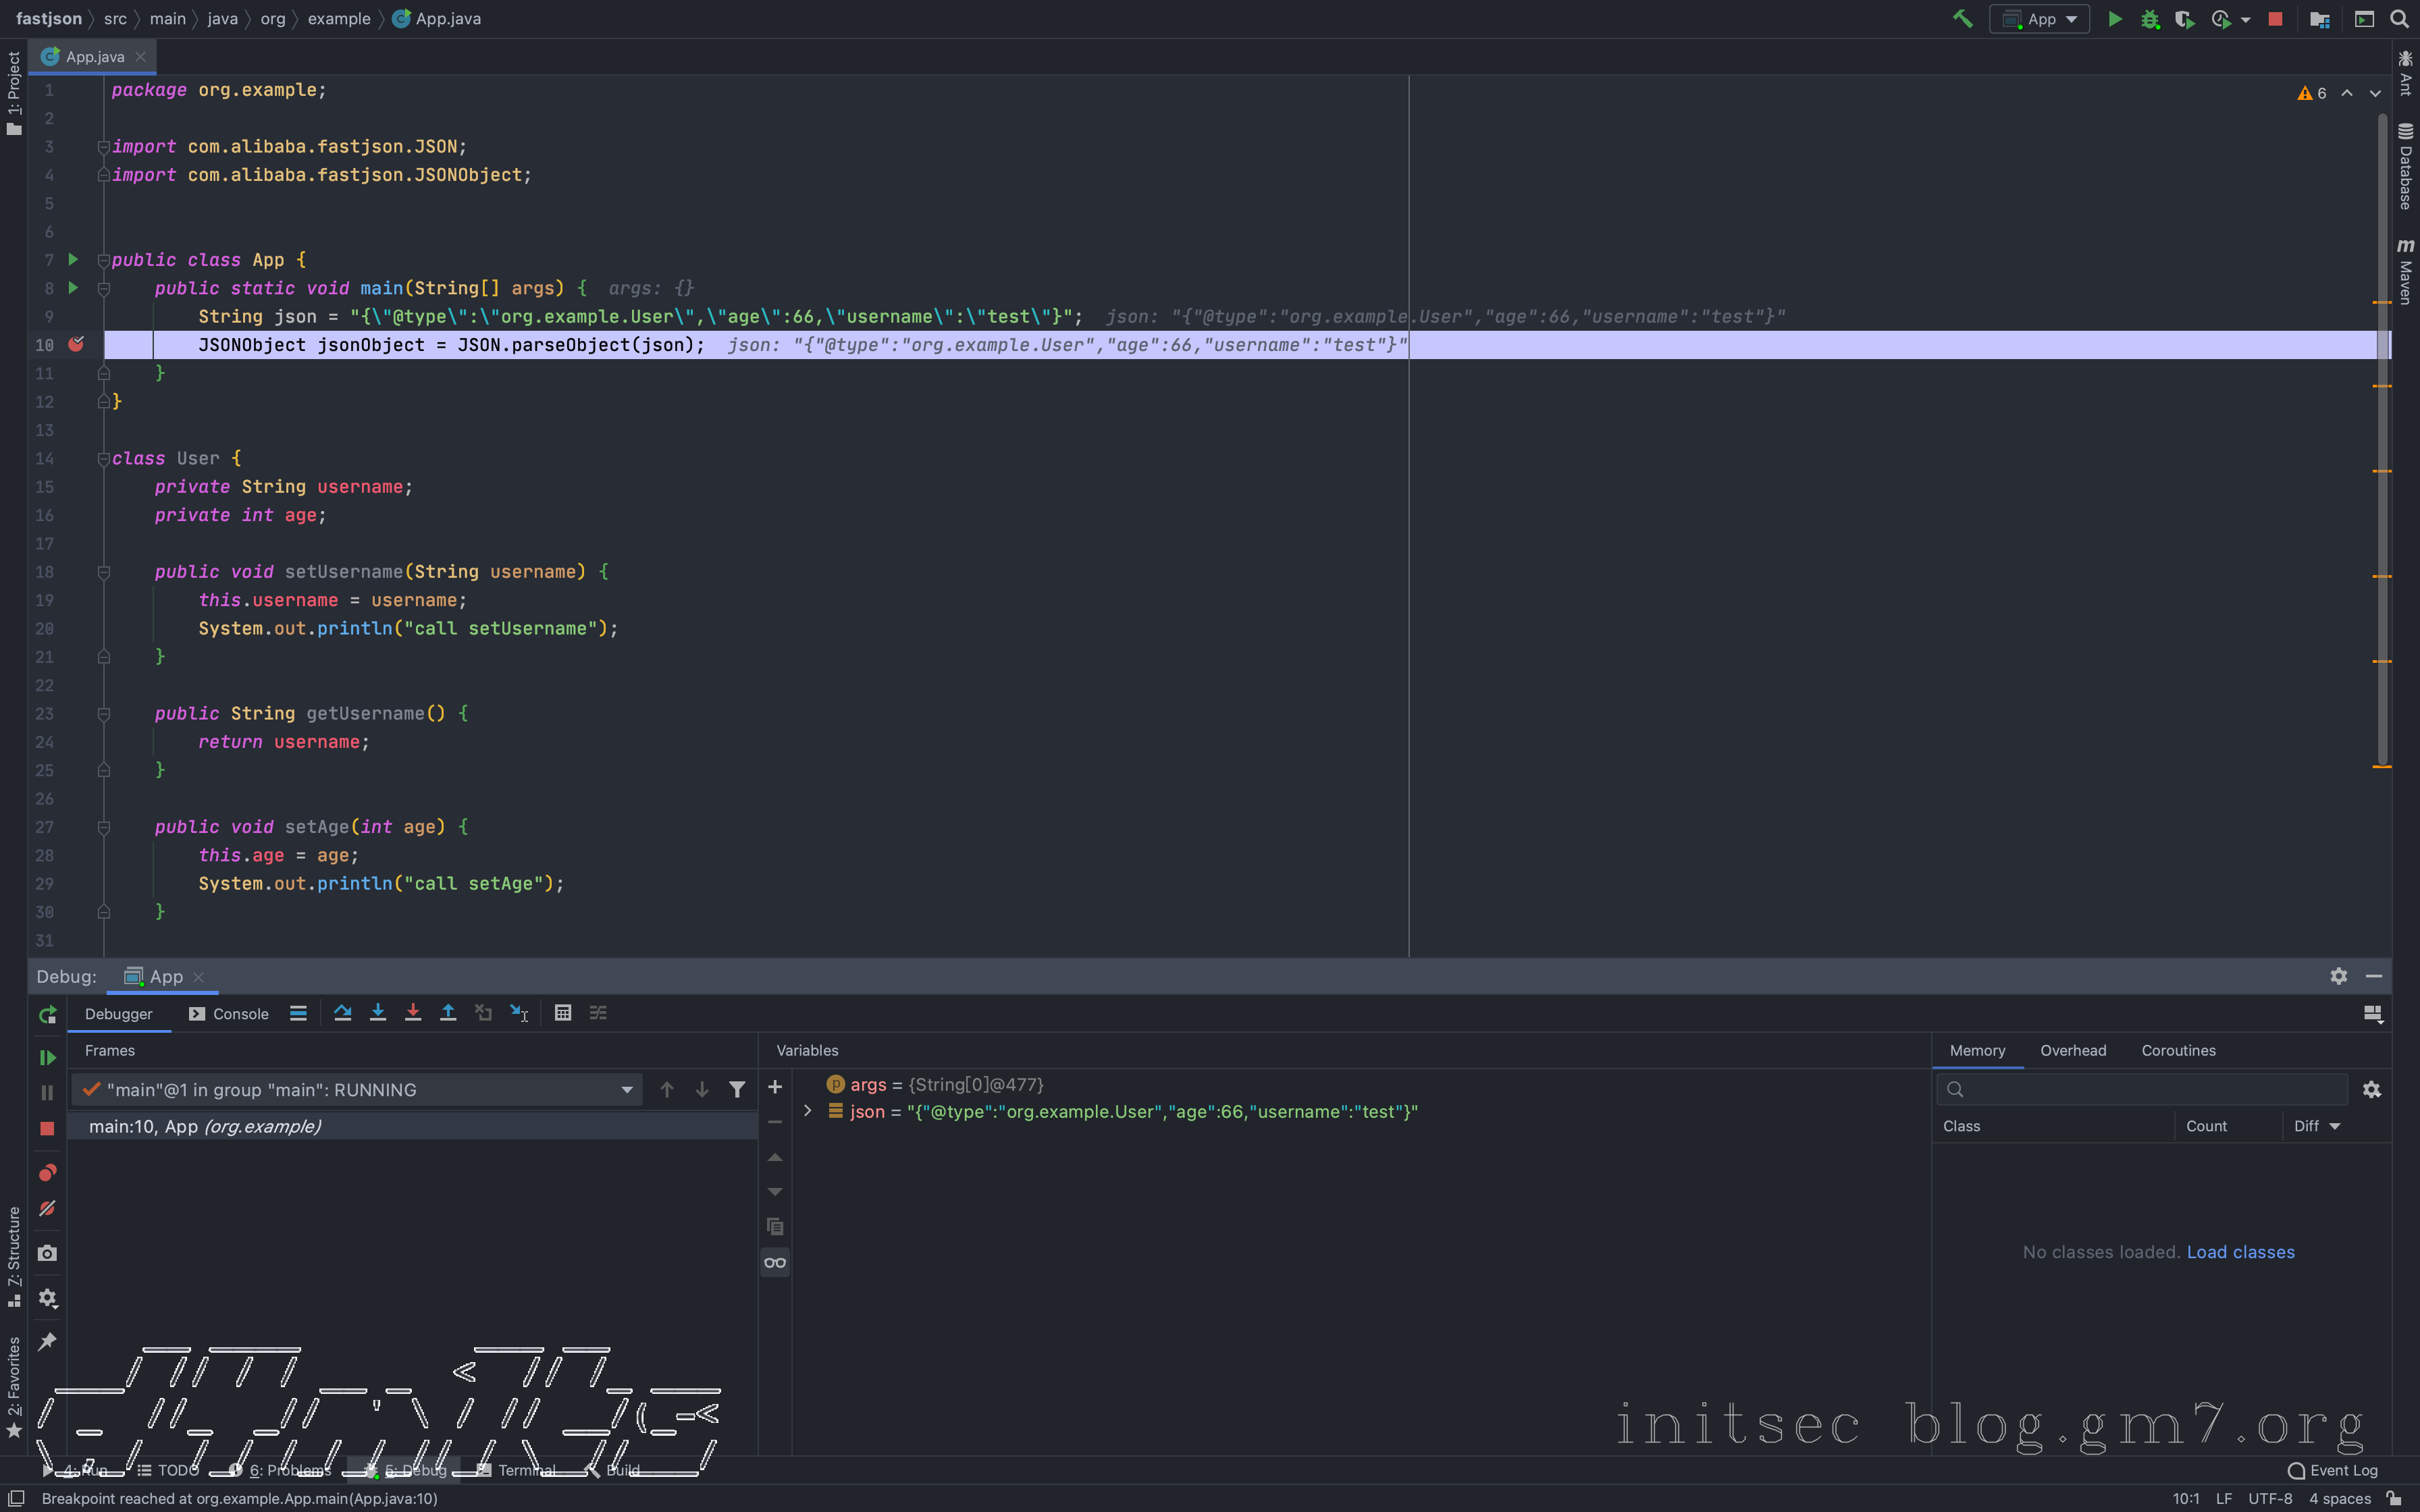 fastjson src main java org example App.java
App
App.java
1: Project
6
1 package org.example;
2
3 import com.alibaba.fastjson.JSON;
4 import com.alibaba.fastjson.JSONObject;
5
6
7 public class App {
8 public static void main(String[] args) { args: {}
9 String json = "{\"@type\":\"org.example.User\",\"age\":66,\"username\":\"test\"}"; json: "{"@type":"org.example.User","age":66,"username":"test"}"
10 JSONObject jsonObject = JSON.parseObject(json); json: "{"@type":"org.example.User","age":66,"username":"test"}"
11 }
12 }
13
14 class User {
15 private String username;
16 private int age;
17
18 public void setUsername(String username) {
19 this.username = username;
20 System.out.println("call setUsername");
21 }
22
23 public String getUsername() {
24 return username;
25 }
26
27 public void setAge(int age) {
28 this.age = age;
29 System.out.println("call setAge");
30 }
31
Ant
Database
m Maven
Debug: App
Debugger Console
Frames
"main"@1 in group "main": RUNNING
main:10, App (org.example)
Variables
args = {String[0]@477}
json = "{"@type":"org.example.User","age":66,"username":"test"}"
Memory Overhead Coroutines
Class Count Diff
No classes loaded. Load classes
7: Structure
2: Favorites
initsec blog.gm7.org
4: Run TODO 6: Problems 5: Debug Terminal Build
Event Log
Breakpoint reached at org.example.App.main(App.java:10)
10:1 LF UTF-8 4 spaces